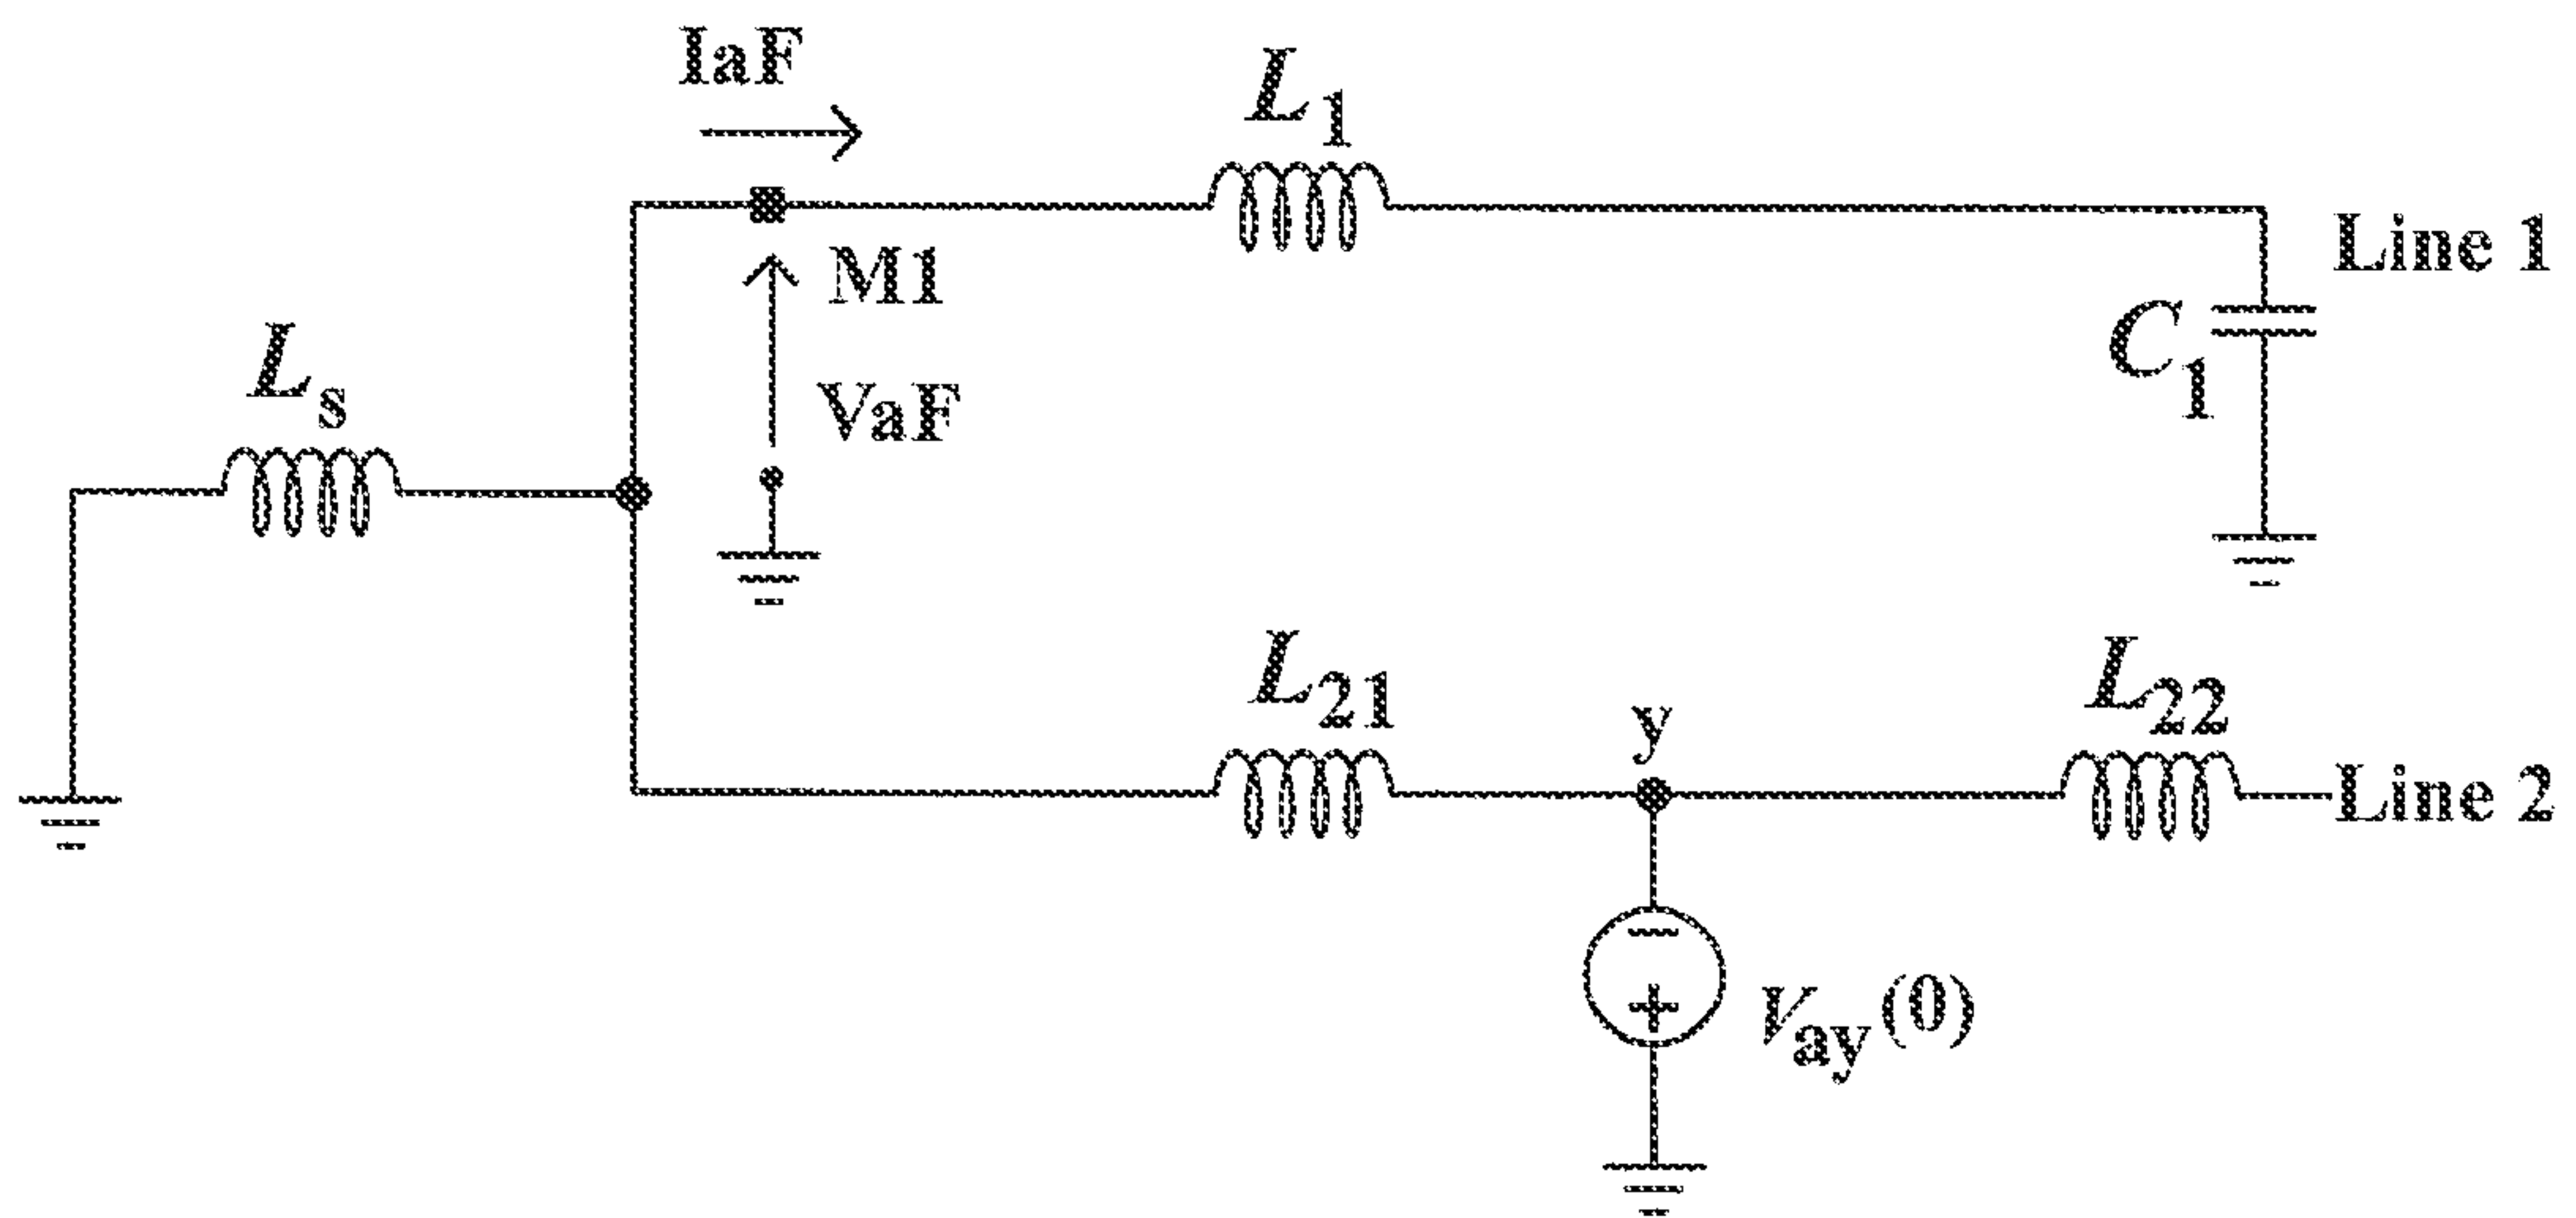 IaF
L1
Line 1
M1
C1
Ls
VaF
L21
y
L22
Line 2
−
+
Vay(0)